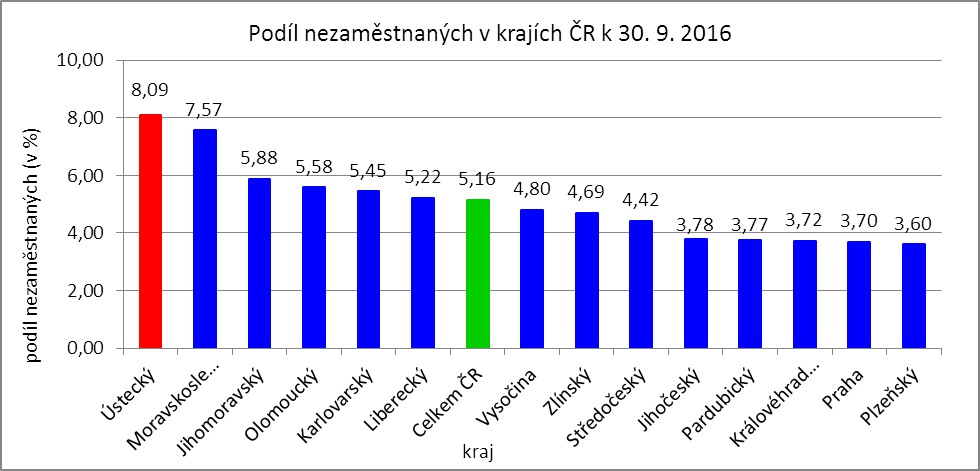 Podíl nezaměstnaných v krajích ČR k 30. 9. 2016
podíl nezaměstnaných (v %)
10,00
8,00
6,00
4,00
2,00
0,00
8,09
7,57
5,88
5,58
5,45
5,22
5,16
4,80
4,69
4,42
3,78
3,77
3,72
3,70
3,60
Ústecký
Moravskosle...
Jihomoravský
Olomoucký
Karlovarský
Liberecký
Celkem ČR
Vysočina
Zlínský
Středočeský
Jihočeský
Pardubický
Královéhrad...
Praha
Plzeňský
kraj